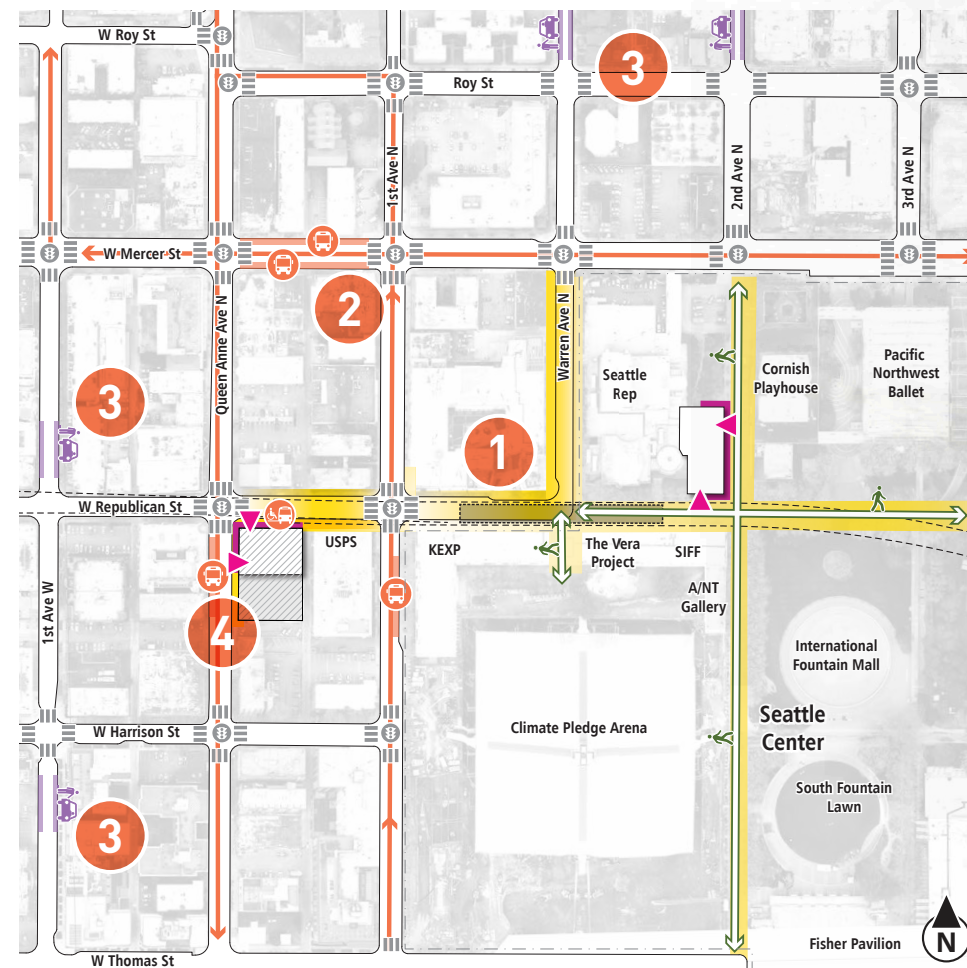 W Roy St
Roy St
3
1st Ave N
2nd Ave N
3rd Ave N
W Mercer St
2
Queen Anne Ave N
Warren Ave N
Seattle
Rep
Cornish
Playhouse
Pacific
Northwest
Ballet
3
1
W Republican St
USPS
KEXP
The Vera
Project
SIFF
A/NT
Gallery
1st Ave W
4
International
Fountain Mall
Climate Pledge Arena
Seattle
Center
W Harrison St
South Fountain
Lawn
3
Fisher Pavilion
N
W Thomas St